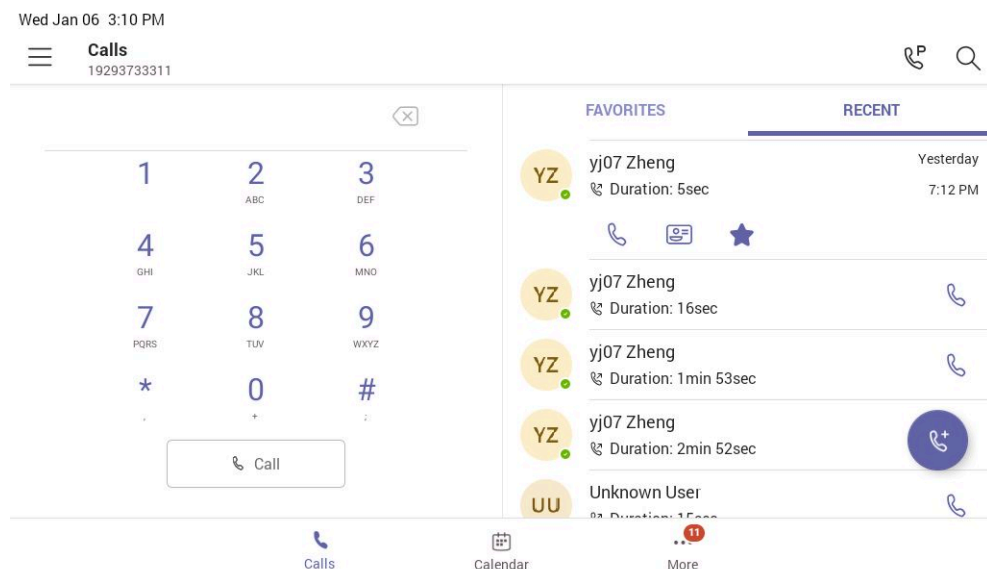 Wed Jan 06 3:10 PM
Calls
19293733311
FAVORITES
RECENT
1
2
ABC
3
DEF
4
GHI
5
JKL
6
MNO
7
PQRS
8
TUV
9
WXYZ
*
,
0
+
#
;
Call
YZ
yj07 Zheng
Yesterday
Duration: 5sec
7:12 PM
YZ
yj07 Zheng
Duration: 16sec
YZ
yj07 Zheng
Duration: 1min 53sec
YZ
yj07 Zheng
Duration: 2min 52sec
UU
Unknown User
Duration: 15sec
Calls
Calendar
11
More
P